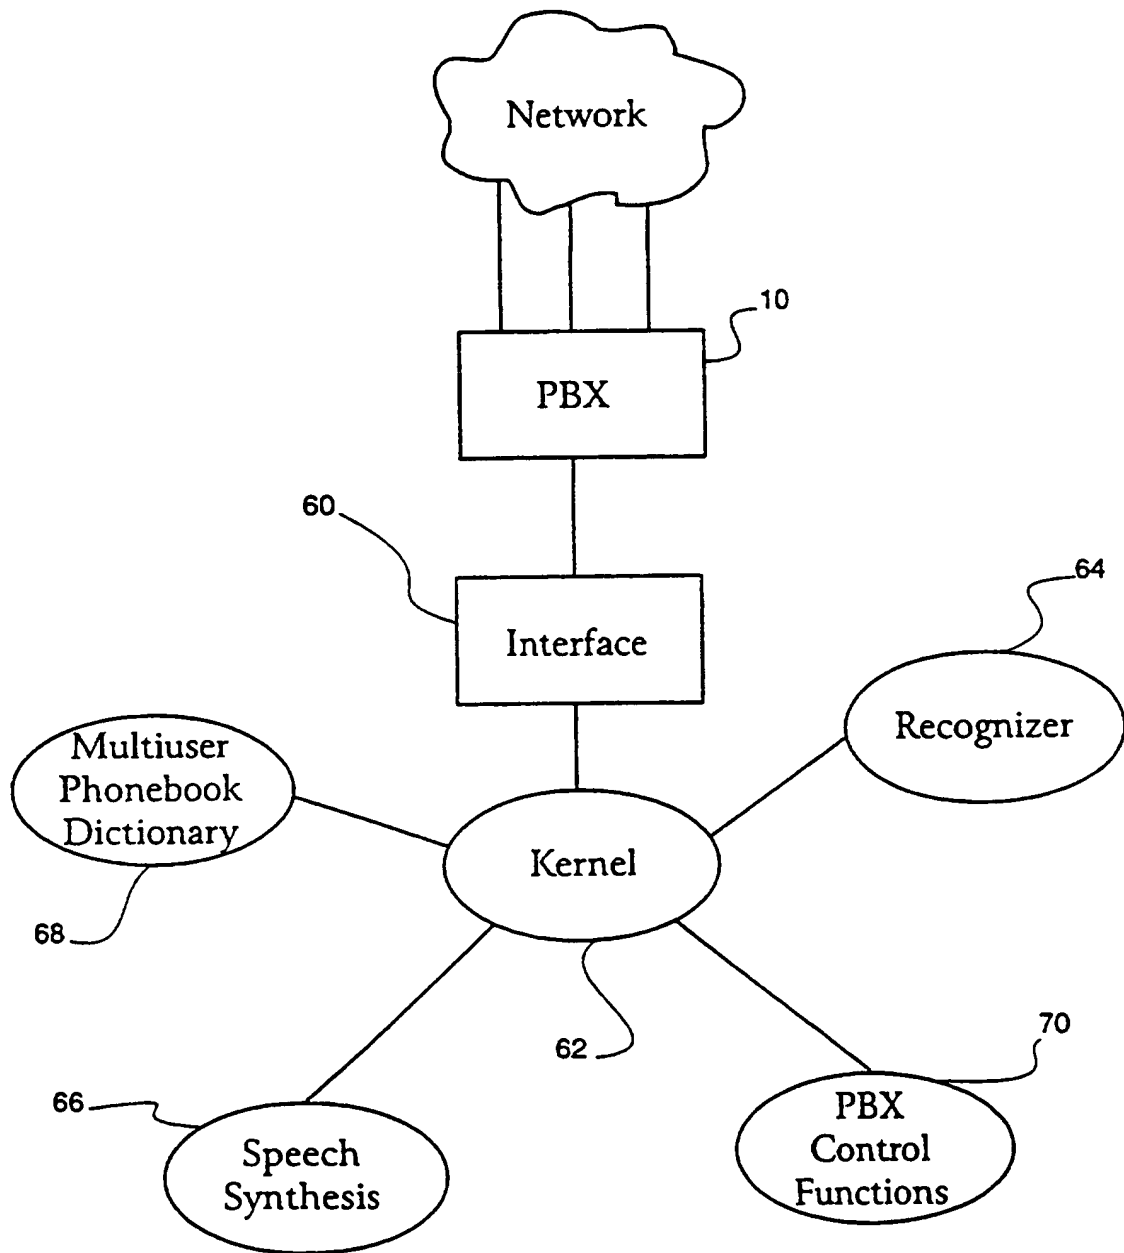 Network
10
PBX
60
Interface
64
Recognizer
Multiuser
Phonebook
Dictionary
Kernel
68
62
70
66
Speech
Synthesis
PBX
Control
Functions